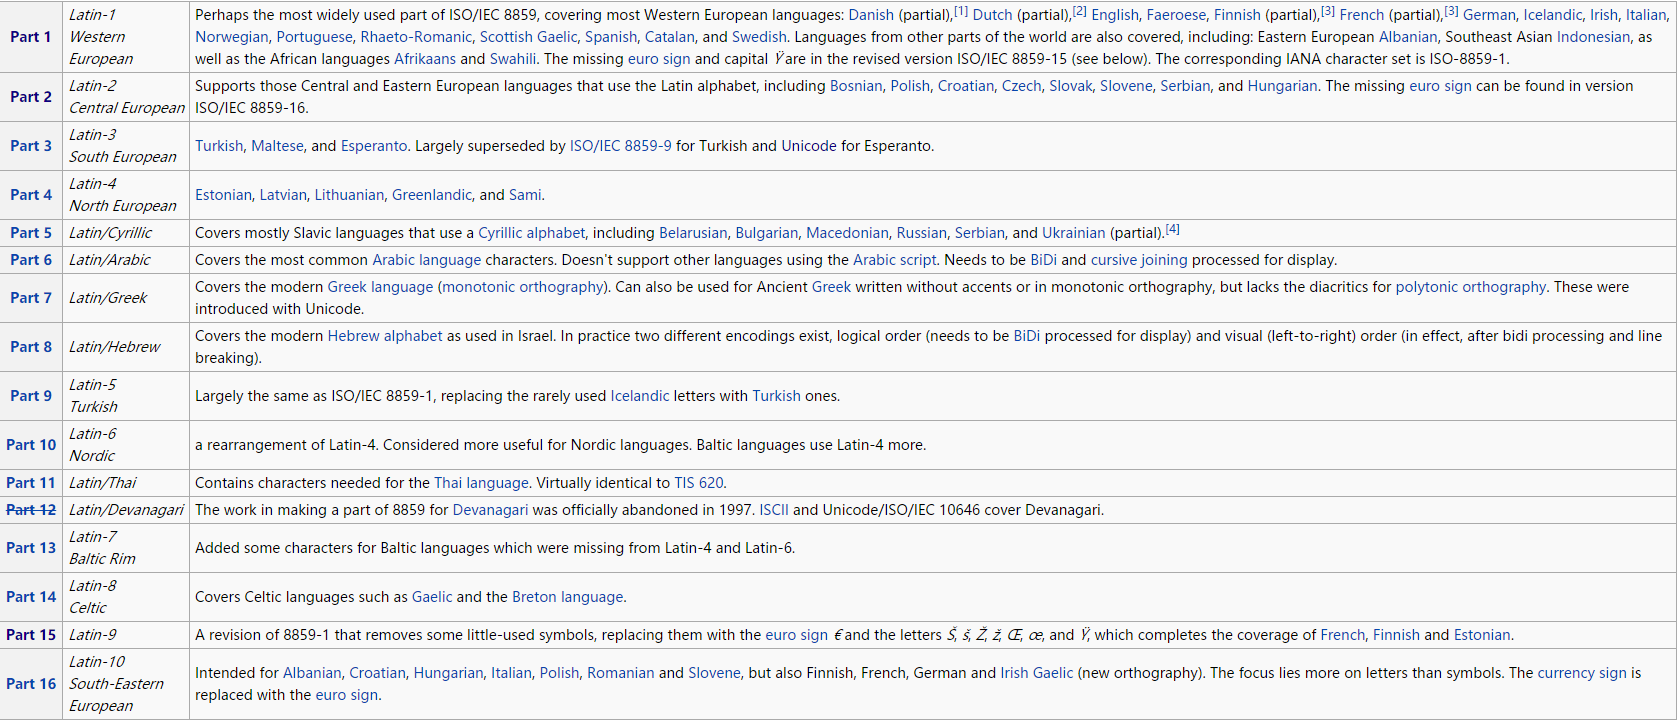 Part 1
Latin-1
Western
European
Perhaps the most widely used part of ISO/IEC 8859, covering most Western European languages: Danish (partial),[1] Dutch (partial),[2] English, Faeroese, Finnish (partial),[3] French (partial),[3] German, Icelandic, Irish, Italian,
Norwegian, Portuguese, Rhaeto-Romanic, Scottish Gaelic, Spanish, Catalan, and Swedish. Languages from other parts of the world are also covered, including: Eastern European Albanian, Southeast Asian Indonesian, as
well as the African languages Afrikaans and Swahili. The missing euro sign and capital Ÿ are in the revised version ISO/IEC 8859-15 (see below). The corresponding IANA character set is ISO-8859-1.
Part 2
Latin-2
Central European
Supports those Central and Eastern European languages that use the Latin alphabet, including Bosnian, Polish, Croatian, Czech, Slovak, Slovene, Serbian, and Hungarian. The missing euro sign can be found in version
ISO/IEC 8859-16.
Part 3
Latin-3
South European
Turkish, Maltese, and Esperanto. Largely superseded by ISO/IEC 8859-9 for Turkish and Unicode for Esperanto.
Part 4
Latin-4
North European
Estonian, Latvian, Lithuanian, Greenlandic, and Sami.
Part 5
Latin/Cyrillic
Covers mostly Slavic languages that use a Cyrillic alphabet, including Belarusian, Bulgarian, Macedonian, Russian, Serbian, and Ukrainian (partial).[4]
Part 6
Latin/Arabic
Covers the most common Arabic language characters. Doesn't support other languages using the Arabic script. Needs to be BiDi and cursive joining processed for display.
Part 7
Latin/Greek
Covers the modern Greek language (monotonic orthography). Can also be used for Ancient Greek written without accents or in monotonic orthography, but lacks the diacritics for polytonic orthography. These were
introduced with Unicode.
Part 8
Latin/Hebrew
Covers the modern Hebrew alphabet as used in Israel. In practice two different encodings exist, logical order (needs to be BiDi processed for display) and visual (left-to-right) order (in effect, after bidi processing and line
breaking).
Part 9
Latin-5
Turkish
Largely the same as ISO/IEC 8859-1, replacing the rarely used Icelandic letters with Turkish ones.
Part 10
Latin-6
Nordic
a rearrangement of Latin-4. Considered more useful for Nordic languages. Baltic languages use Latin-4 more.
Part 11
Latin/Thai
Contains characters needed for the Thai language. Virtually identical to TIS 620.
Part 12
Latin/Devanagari
The work in making a part of 8859 for Devanagari was officially abandoned in 1997. ISCII and Unicode/ISO/IEC 10646 cover Devanagari.
Part 13
Latin-7
Baltic Rim
Added some characters for Baltic languages which were missing from Latin-4 and Latin-6.
Part 14
Latin-8
Celtic
Covers Celtic languages such as Gaelic and the Breton language.
Part 15
Latin-9
A revision of 8859-1 that removes some little-used symbols, replacing them with the euro sign € and the letters Š, š, Ž, ž, Œ, œ, and Ÿ, which completes the coverage of French, Finnish and Estonian.
Part 16
Latin-10
South-Eastern
European
Intended for Albanian, Croatian, Hungarian, Italian, Polish, Romanian and Slovene, but also Finnish, French, German and Irish Gaelic (new orthography). The focus lies more on letters than symbols. The currency sign is
replaced with the euro sign.